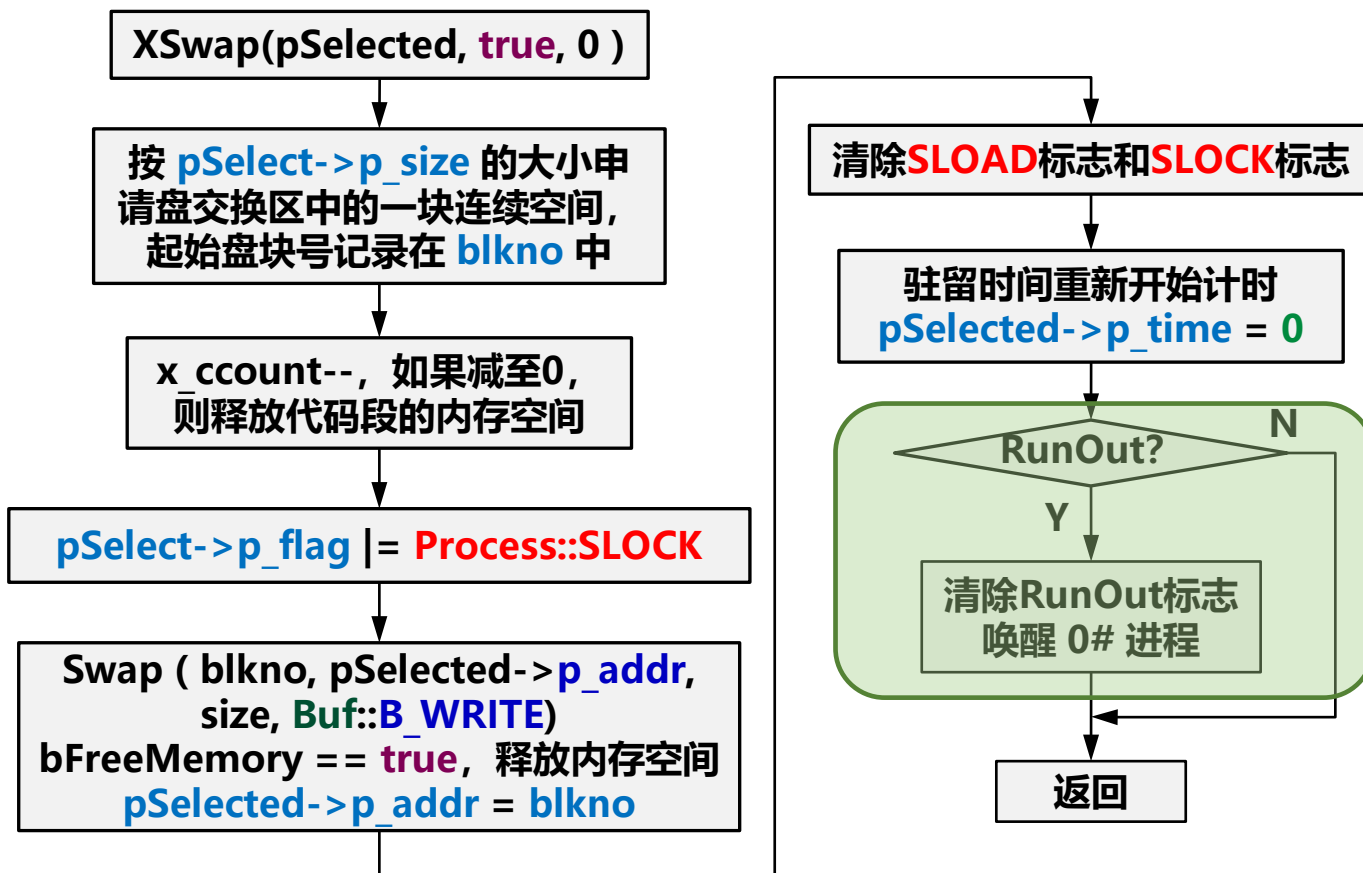 XSwap(pSelected, true, 0 )
按 pSelect->p_size 的大小申
请盘交换区中的一块连续空间，
起始盘块号记录在 blkno 中
x_ccount--，如果减至0，
则释放代码段的内存空间
pSelect->p_flag |= Process::SLOCK
Swap ( blkno, pSelected->p_addr,
size, Buf::B_WRITE)
bFreeMemory == true，释放内存空间
pSelected->p_addr = blkno
清除SLOAD标志和SLOCK标志
驻留时间重新开始计时
pSelected->p_time = 0
RunOut?
N
Y
清除RunOut标志
唤醒 0# 进程
返回